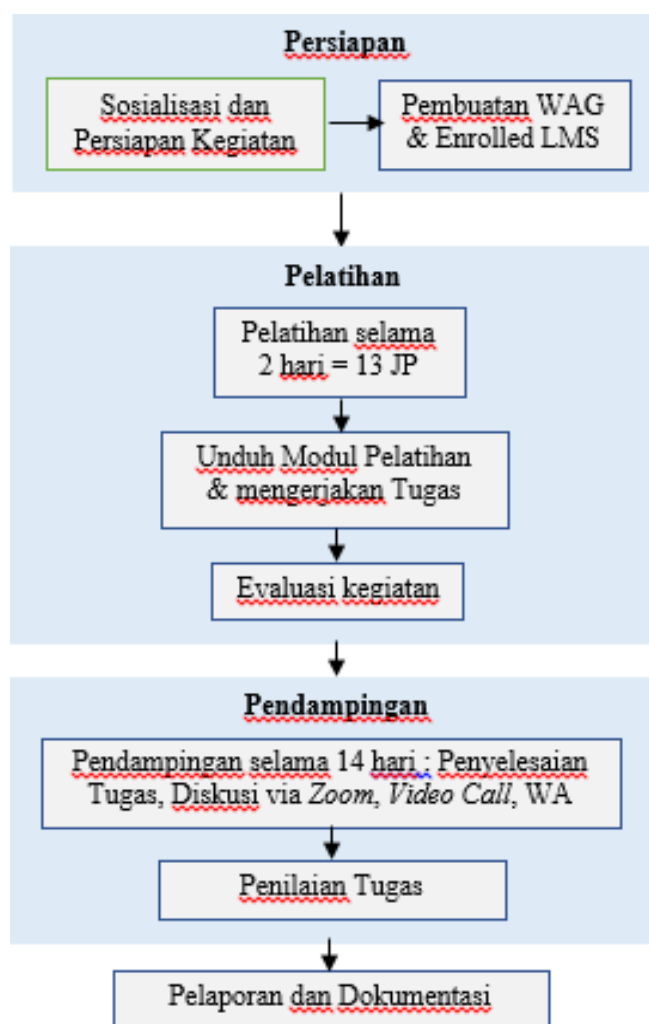 Persiapan
Sosialisasi dan
Persiapan Kegiatan
Pembuatan WAG
& Enrolled LMS
Pelatihan
Pelatihan selama
2 hari = 13 JP
Unduh Modul Pelatihan
& mengerjakan Tugas
Evaluasi kegiatan
Pendampingan
Pendampingan selama 14 hari : Penyelesaian
Tugas, Diskusi via Zoom, Video Call, WA
Penilaian Tugas
Pelaporan dan Dokumentasi